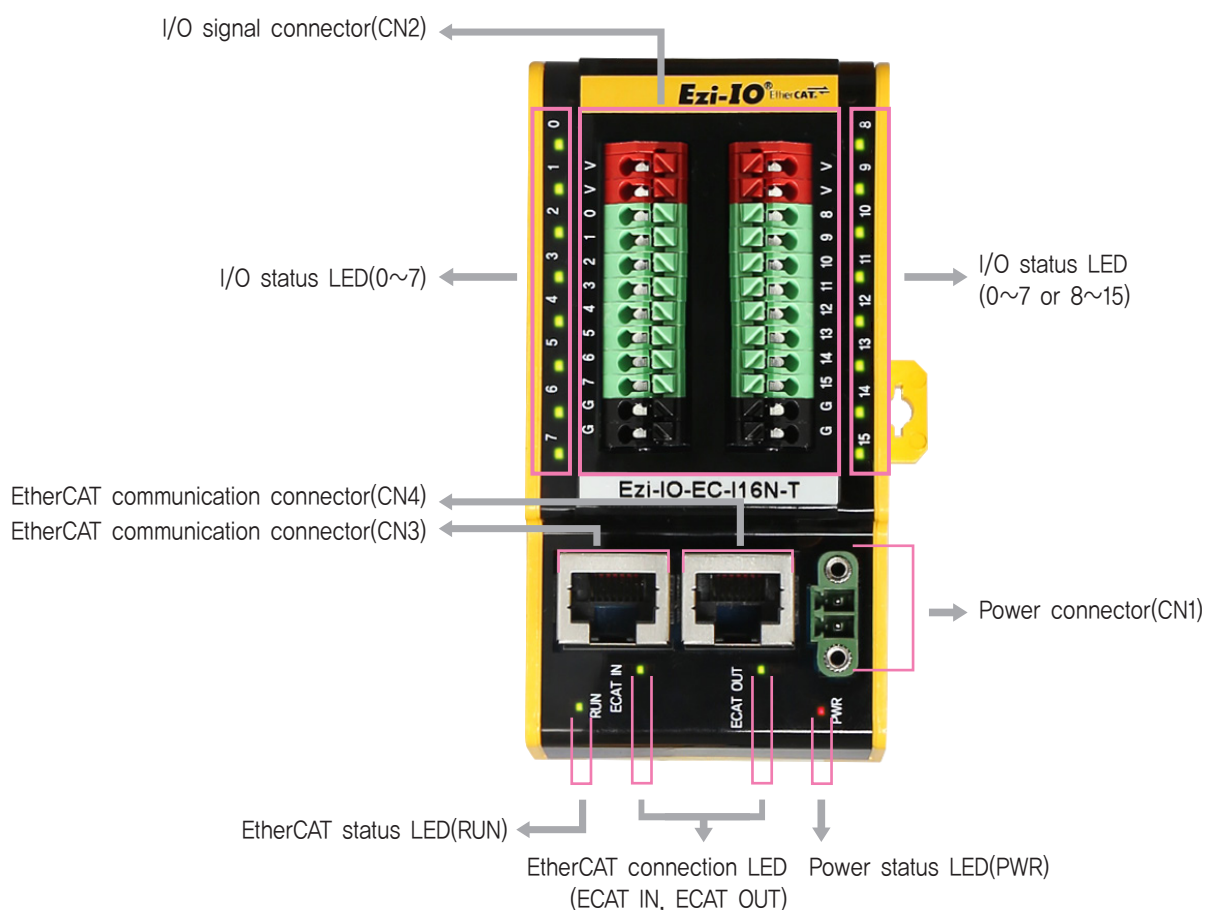 I/O signal connector(CN2)
Ezi-IO® EtherCAT.
0
1
2
3
4
5
6
7
V
V
0
1
2
3
4
5
6
7
G
G
V
V
8
9
10
11
12
13
14
15
G
G
8
9
10
11
12
13
14
15
I/O status LED(0~7)
I/O status LED
(0~7 or 8~15)
Ezi-IO-EC-I16N-T
EtherCAT communication connector(CN4)
EtherCAT communication connector(CN3)
Power connector(CN1)
RUN
ECAT IN
ECAT OUT
PWR
EtherCAT status LED(RUN)
EtherCAT connection LED
(ECAT IN, ECAT OUT)
Power status LED(PWR)